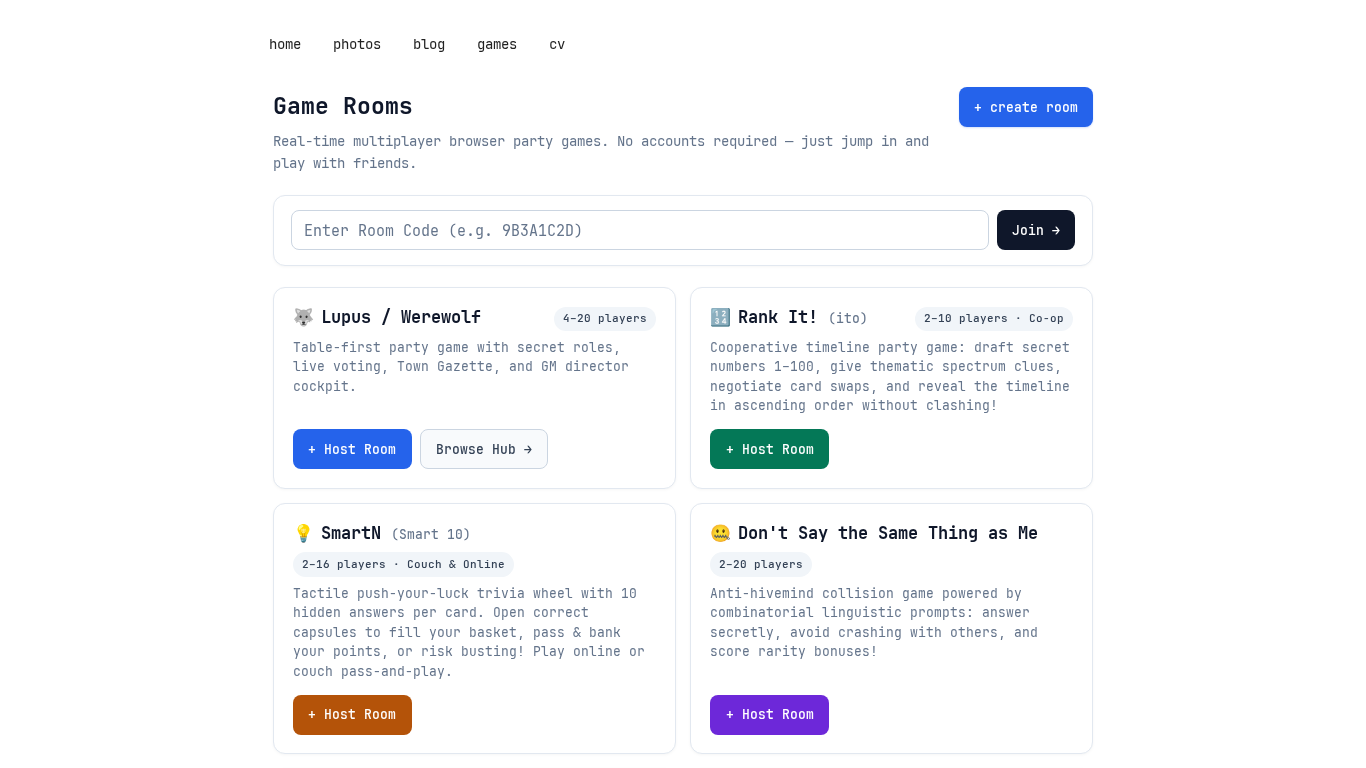 home photos blog games cv
Game Rooms
+ create room
Real-time multiplayer browser party games. No accounts required — just jump in and
play with friends.
Enter Room Code (e.g. 9B3A1C2D)
Join →
🐺 Lupus / Werewolf
4–20 players
Table-first party game with secret roles,
live voting, Town Gazette, and GM director
cockpit.
+ Host Room
Browse Hub →
🔢 Rank It! (ito)
2–10 players · Co-op
Cooperative timeline party game: draft secret
numbers 1–100, give thematic spectrum clues,
negotiate card swaps, and reveal the timeline
in ascending order without clashing!
+ Host Room
💡 SmartN (Smart 10)
2–16 players · Couch & Online
Tactile push-your-luck trivia wheel with 10
hidden answers per card. Open correct
capsules to fill your basket, pass & bank
your points, or risk busting! Play online or
couch pass-and-play.
+ Host Room
🤐 Don't Say the Same Thing as Me
2–20 players
Anti-hivemind collision game powered by
combinatorial linguistic prompts: answer
secretly, avoid crashing with others, and
score rarity bonuses!
+ Host Room